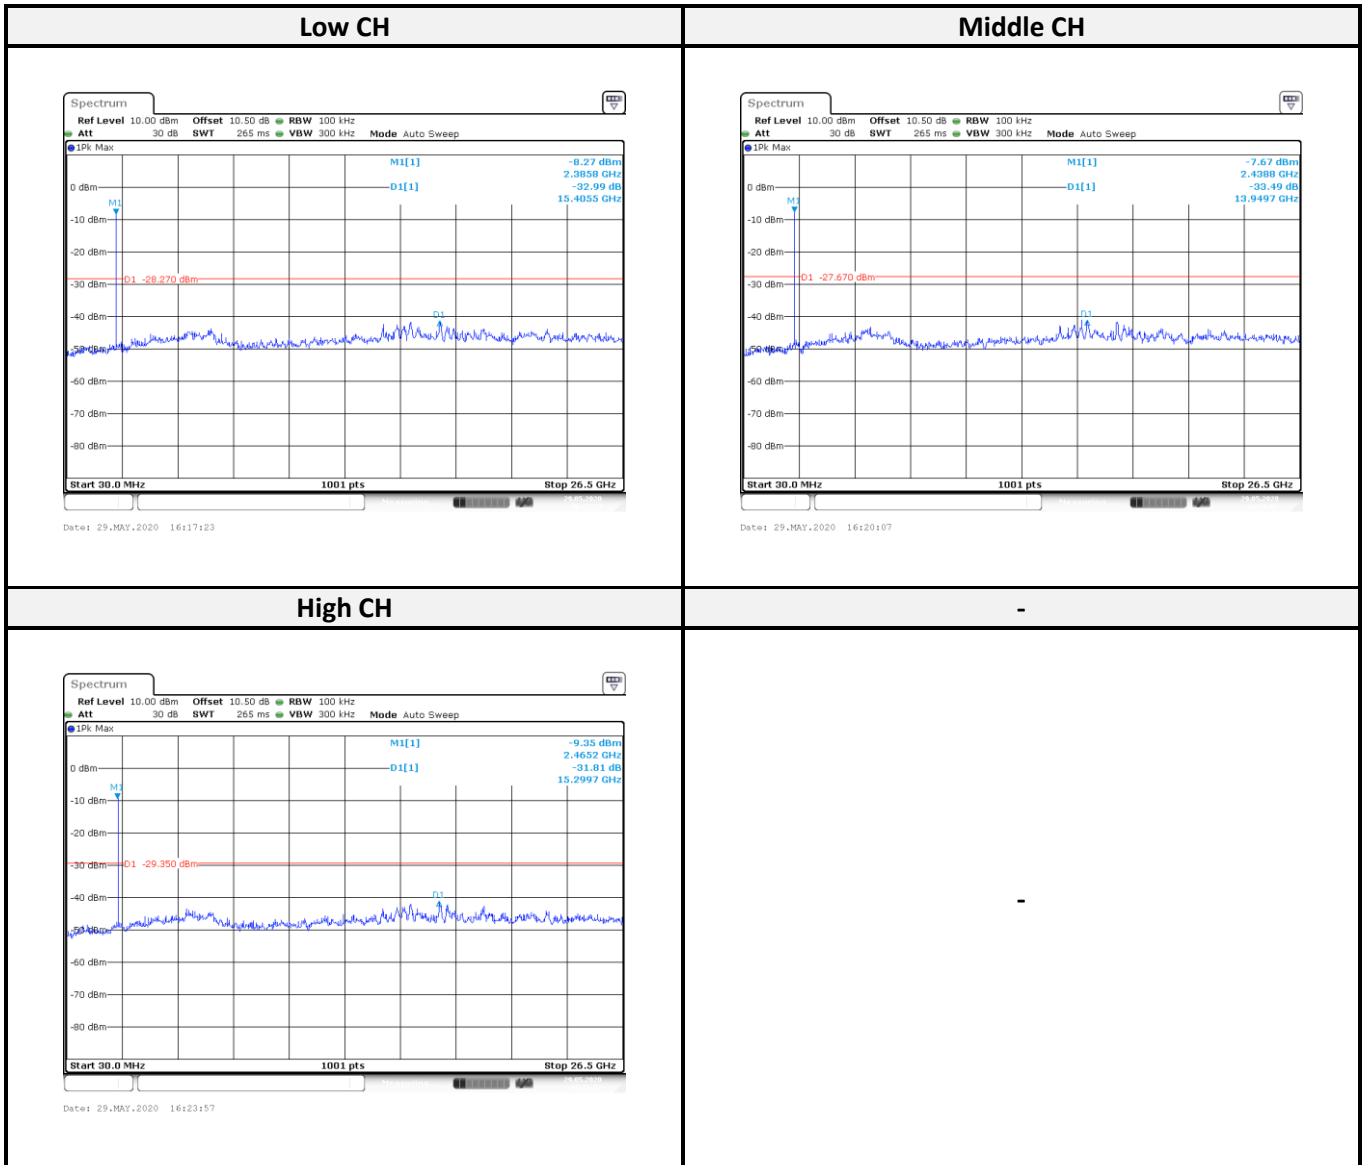 Low CH
Middle CH
Spectrum
Ref Level 10.00 dBm Offset 10.50 dB RBW 100 kHz
Att 30 dB SWT 265 ms VBW 300 kHz Mode Auto Sweep
1Pk Max
M1[1] -8.27 dBm
2.3858 GHz
0 dBm
D1[1] -32.99 dB
15.4055 GHz
M1
-10 dBm
-20 dBm
D1 -28.270 dBm
-30 dBm
-40 dBm
D1
-50 dBm
-60 dBm
-70 dBm
-80 dBm
Start 30.0 MHz 1001 pts Stop 26.5 GHz
Date: 29.MAY.2020 16:17:23
Spectrum
Ref Level 10.00 dBm Offset 10.50 dB RBW 100 kHz
Att 30 dB SWT 265 ms VBW 300 kHz Mode Auto Sweep
1Pk Max
M1[1] -7.67 dBm
2.4388 GHz
0 dBm
D1[1] -33.49 dB
13.9497 GHz
M1
-10 dBm
-20 dBm
D1 -27.670 dBm
-30 dBm
-40 dBm
D1
-50 dBm
-60 dBm
-70 dBm
-80 dBm
Start 30.0 MHz 1001 pts Stop 26.5 GHz
Date: 29.MAY.2020 16:20:07
High CH
-
Spectrum
Ref Level 10.00 dBm Offset 10.50 dB RBW 100 kHz
Att 30 dB SWT 265 ms VBW 300 kHz Mode Auto Sweep
1Pk Max
M1[1] -9.35 dBm
2.4652 GHz
0 dBm
D1[1] -31.81 dB
15.2997 GHz
M1
-10 dBm
-20 dBm
-30 dBm
D1 -29.350 dBm
-40 dBm
D1
-50 dBm
-60 dBm
-70 dBm
-80 dBm
Start 30.0 MHz 1001 pts Stop 26.5 GHz
Date: 29.MAY.2020 16:23:57
-